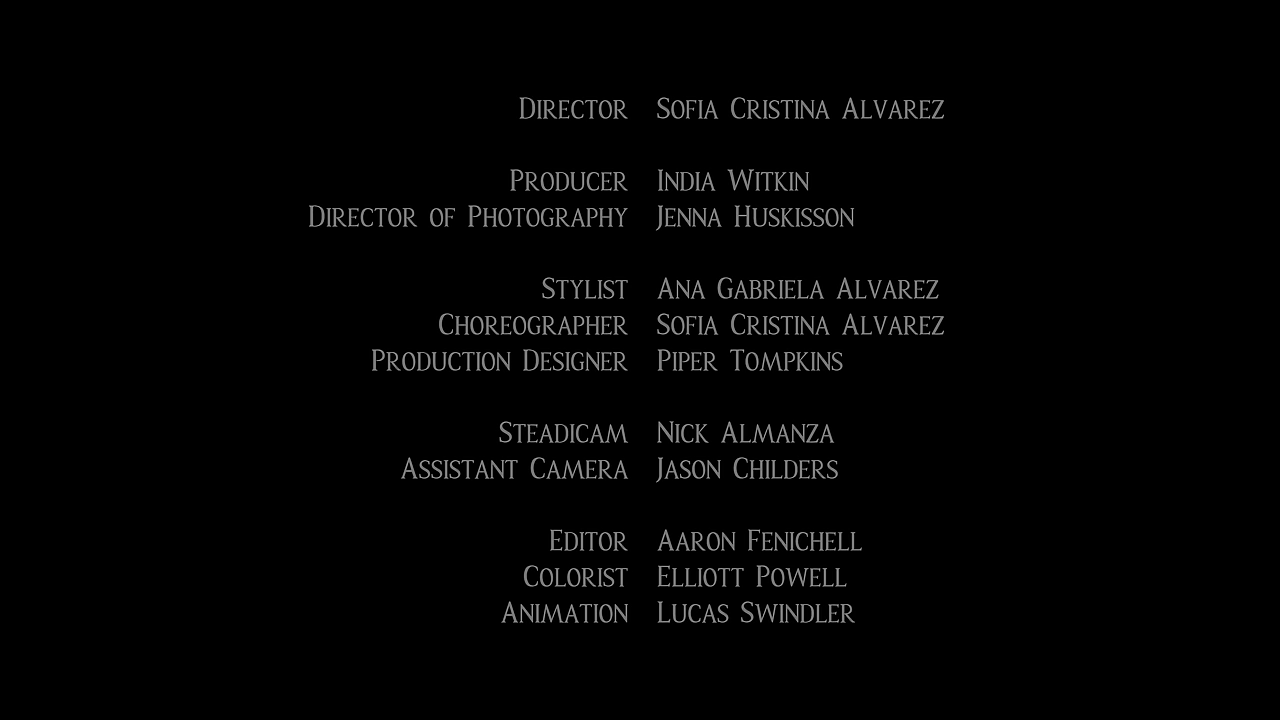 Director Sofia Cristina Alvarez
Producer India Witkin
Director of Photography Jenna Huskisson
Stylist Ana Gabriela Alvarez
Choreographer Sofia Cristina Alvarez
Production Designer Piper Tompkins
Steadicam Nick Almanza
Assistant Camera Jason Childers
Editor Aaron Fenichell
Colorist Elliott Powell
Animation Lucas Swindler